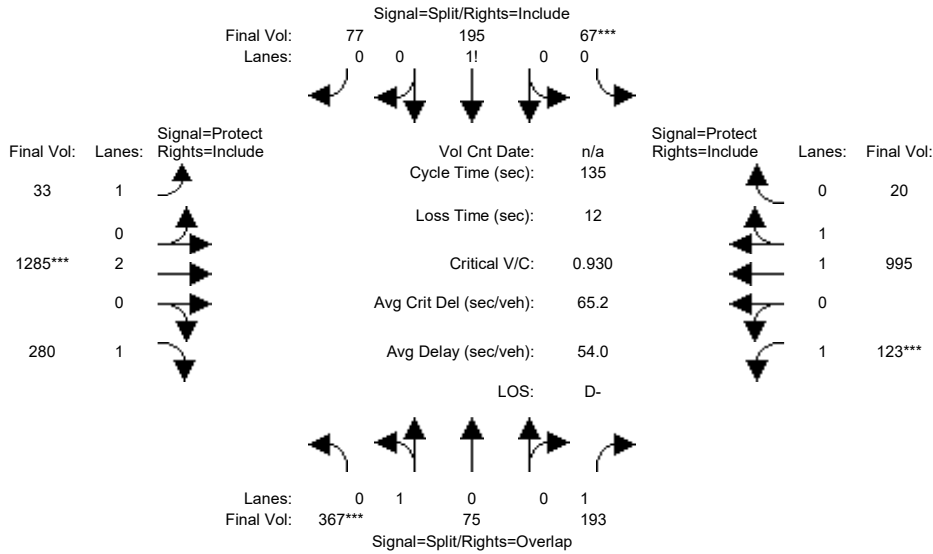 Signal=Split/Rights=Include
Final Vol: 77 195 67***
Lanes: 0 0 1! 0 0
Signal=Protect Signal=Protect
Final Vol: Lanes: Rights=Include Vol Cnt Date: n/a Rights=Include Lanes: Final Vol:
Cycle Time (sec): 135
33 1 0 20
Loss Time (sec): 12
0 1
1285*** 2 Critical V/C: 0.930 1 995
0 Avg Crit Del (sec/veh): 65.2 0
280 1 Avg Delay (sec/veh): 54.0 1 123***
LOS: D-
Lanes: 0 1 0 0 1
Final Vol: 367*** 75 193
Signal=Split/Rights=Overlap